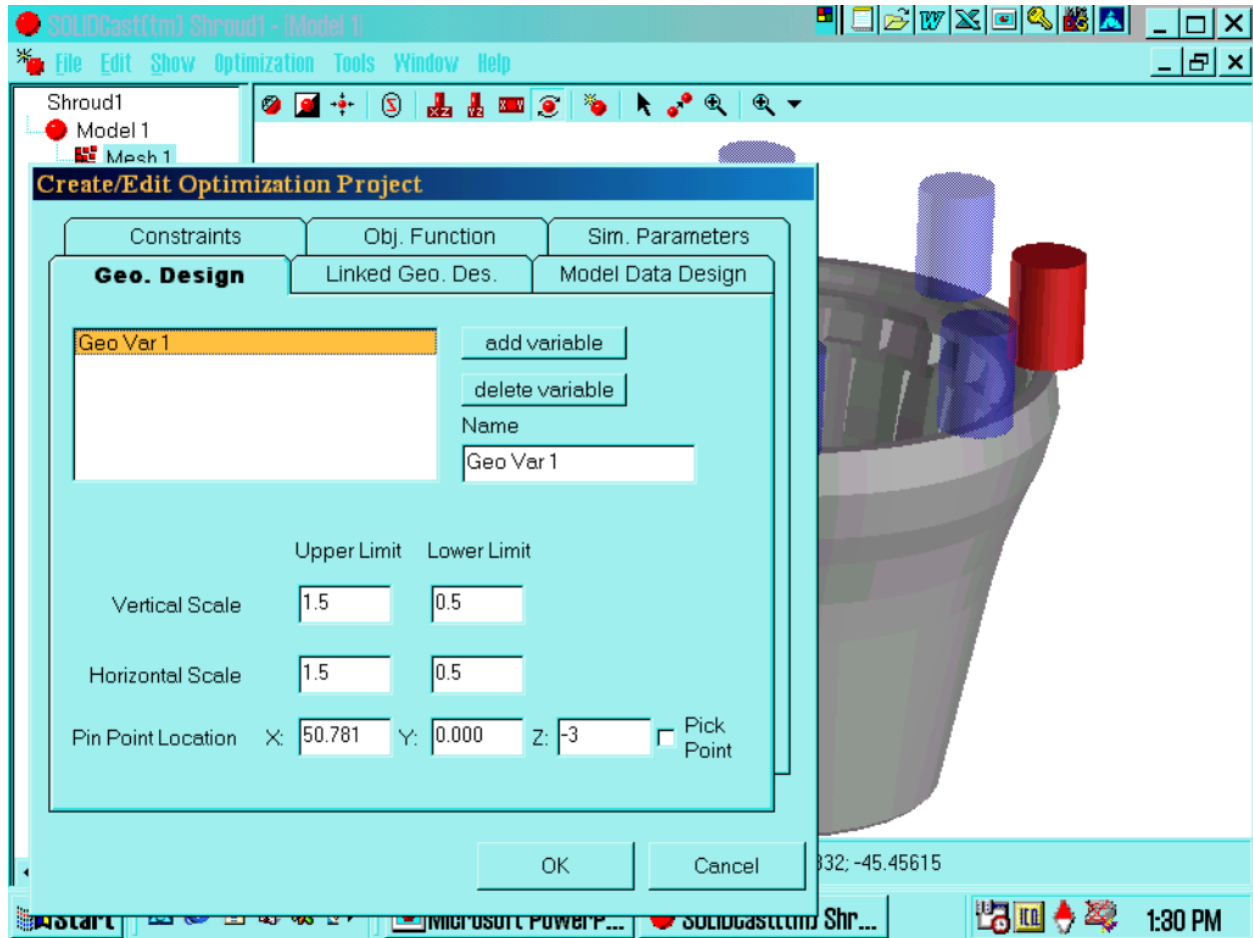 SOLIDCast(tm) Shroud1 - [Model 1]
File Edit Show Optimization Tools Window Help
Shroud1
Model 1
Mesh 1
Create/Edit Optimization Project
Constraints Obj. Function Sim. Parameters
Geo. Design Linked Geo. Des. Model Data Design
Geo Var 1
add variable
delete variable
Name
Geo Var 1
Upper Limit Lower Limit
Vertical Scale 1.5 0.5
Horizontal Scale 1.5 0.5
Pin Point Location X: 50.781 Y: 0.000 Z: -3 Pick Point
OK Cancel
332; -45.45615
Start Microsoft PowerP... SOLIDCast(tm) Shr... 1:30 PM